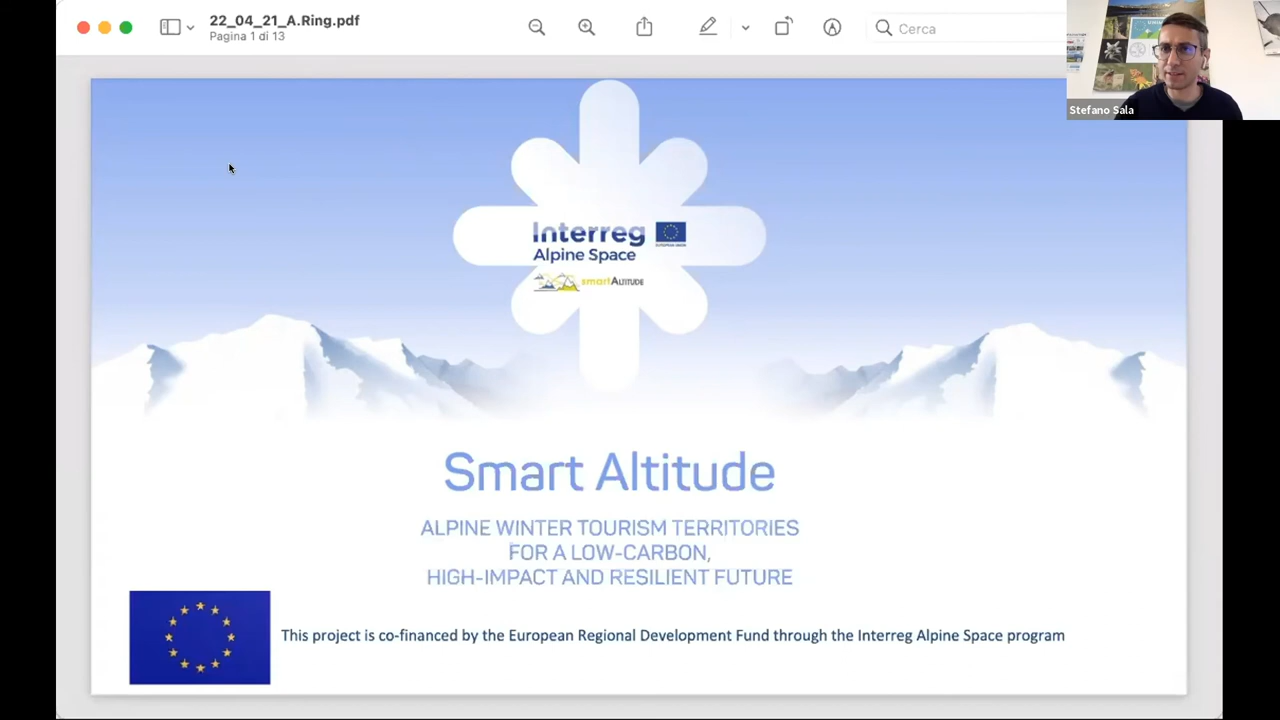 22_04_21_A.Ring.pdf
Pagina 1 di 13
Cerca
Stefano Sala
Interreg
EUROPEAN UNION
Alpine Space
smartAltitude
Smart Altitude
ALPINE WINTER TOURISM TERRITORIES
FOR A LOW-CARBON,
HIGH-IMPACT AND RESILIENT FUTURE
This project is co-financed by the European Regional Development Fund through the Interreg Alpine Space program